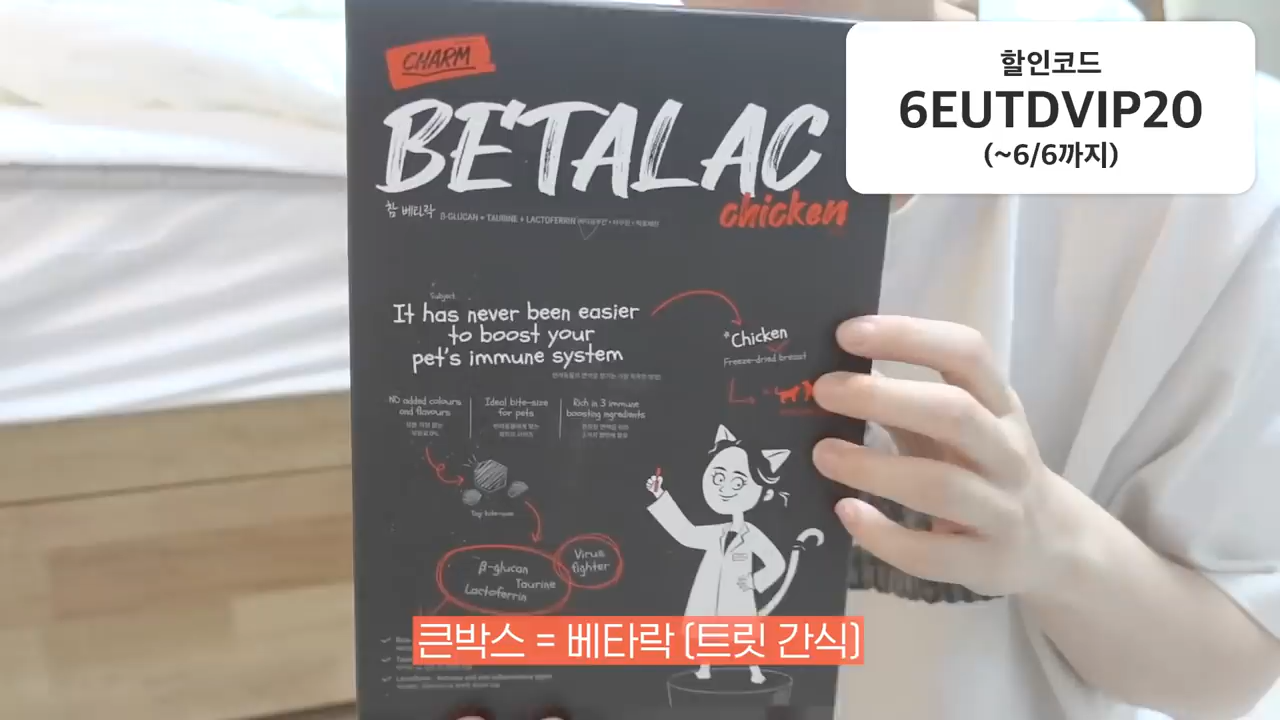 할인코드
6EUTDVIP20
(~6/6까지)
CHARM
BETALAC
chicken
참 베타락 β-GLUCAN + TAURINE + LACTOFERRIN
Subject
It has never been easier
to boost your
pet's immune system
*Chicken
Freeze-dried breast
NO added colours
and flavours
Ideal bite-size
for pets
Rich in 3 immune
boosting ingredients
β-glucan
Taurine
Lactoferrin
Virus
fighter
큰박스 = 베타락 (트릿 간식)